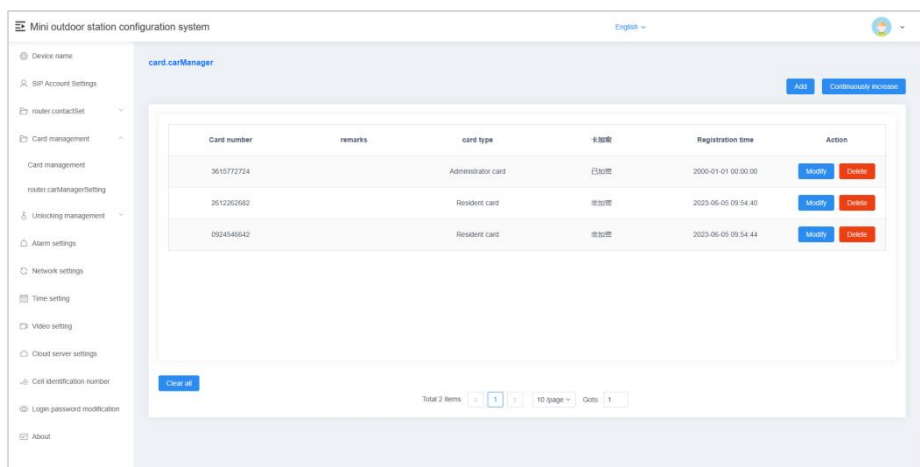 Mini outdoor station configuration system
English
Device name
card.carManager
SIP Account Settings
Add Continuously increase
router.contactSet
Card management
Card number remarks card type 卡加密 Registration time Action
Card management
3615772724 Administrator card 已加密 2000-01-01 00:00:00 Modify Delete
router.carManagerSetting
2612262682 Resident card 非加密 2023-06-05 09:54:40 Modify Delete
Unlocking management
0924546642 Resident card 非加密 2023-06-05 09:54:44 Modify Delete
Alarm settings
Network settings
Time setting
Video setting
Cloud server settings
Cell identification number
Clear all
Total 2 items 1 10 /page Goto 1
Login password modification
About